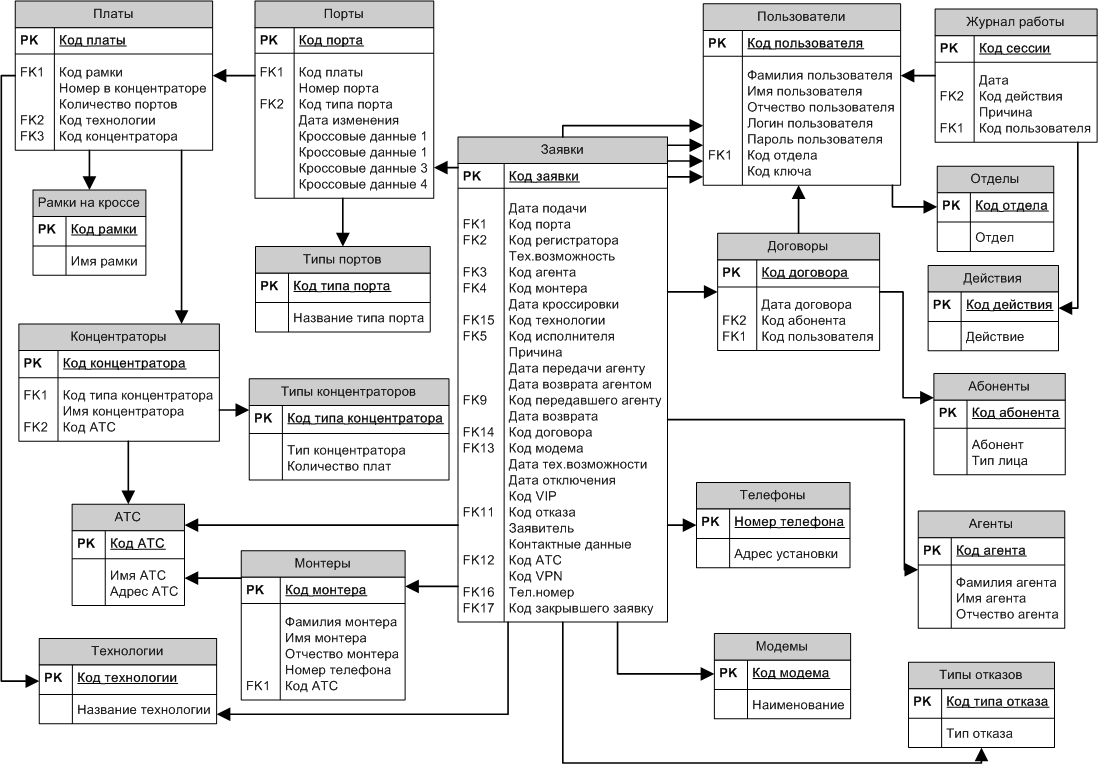 Платы
PK Код платы
FK1 Код рамки
Номер в концентраторе
Количество портов
FK2 Код технологии
FK3 Код концентратора
Порты
PK Код порта
FK1 Код платы
Номер порта
FK2 Код типа порта
Дата изменения
Кроссовые данные 1
Кроссовые данные 1
Кроссовые данные 3
Кроссовые данные 4
Пользователи
PK Код пользователя
Фамилия пользователя
Имя пользователя
Отчество пользователя
Логин пользователя
Пароль пользователя
FK1 Код отдела
Код ключа
Журнал работы
PK Код сессии
Дата
FK2 Код действия
Причина
FK1 Код пользователя
Заявки
PK Код заявки
Дата подачи
FK1 Код порта
FK2 Код регистратора
Тех.возможность
FK3 Код агента
FK4 Код монтера
Дата кроссировки
FK15 Код технологии
FK5 Код исполнителя
Причина
Дата передачи агенту
Дата возврата агентом
FK9 Код передавшего агенту
Дата возврата
FK14 Код договора
FK13 Код модема
Дата тех.возможности
Дата отключения
Код VIP
FK11 Код отказа
Заявитель
Контактные данные
FK12 Код АТС
Код VPN
FK16 Тел.номер
FK17 Код закрывшего заявку
Рамки на кроссе
PK Код рамки
Имя рамки
Типы портов
PK Код типа порта
Название типа порта
Отделы
PK Код отдела
Отдел
Договоры
PK Код договора
Дата договора
FK2 Код абонента
FK1 Код пользователя
Действия
PK Код действия
Действие
Концентраторы
PK Код концентратора
FK1 Код типа концентратора
Имя концентратора
FK2 Код АТС
Типы концентраторов
PK Код типа концентратора
Тип концентратора
Количество плат
Абоненты
PK Код абонента
Абонент
Тип лица
АТС
PK Код АТС
Имя АТС
Адрес АТС
Телефоны
PK Номер телефона
Адрес установки
Агенты
PK Код агента
Фамилия агента
Имя агента
Отчество агента
Монтеры
PK Код монтера
Фамилия монтера
Имя монтера
Отчество монтера
Номер телефона
FK1 Код АТС
Технологии
PK Код технологии
Название технологии
Модемы
PK Код модема
Наименование
Типы отказов
PK Код типа отказа
Тип отказа